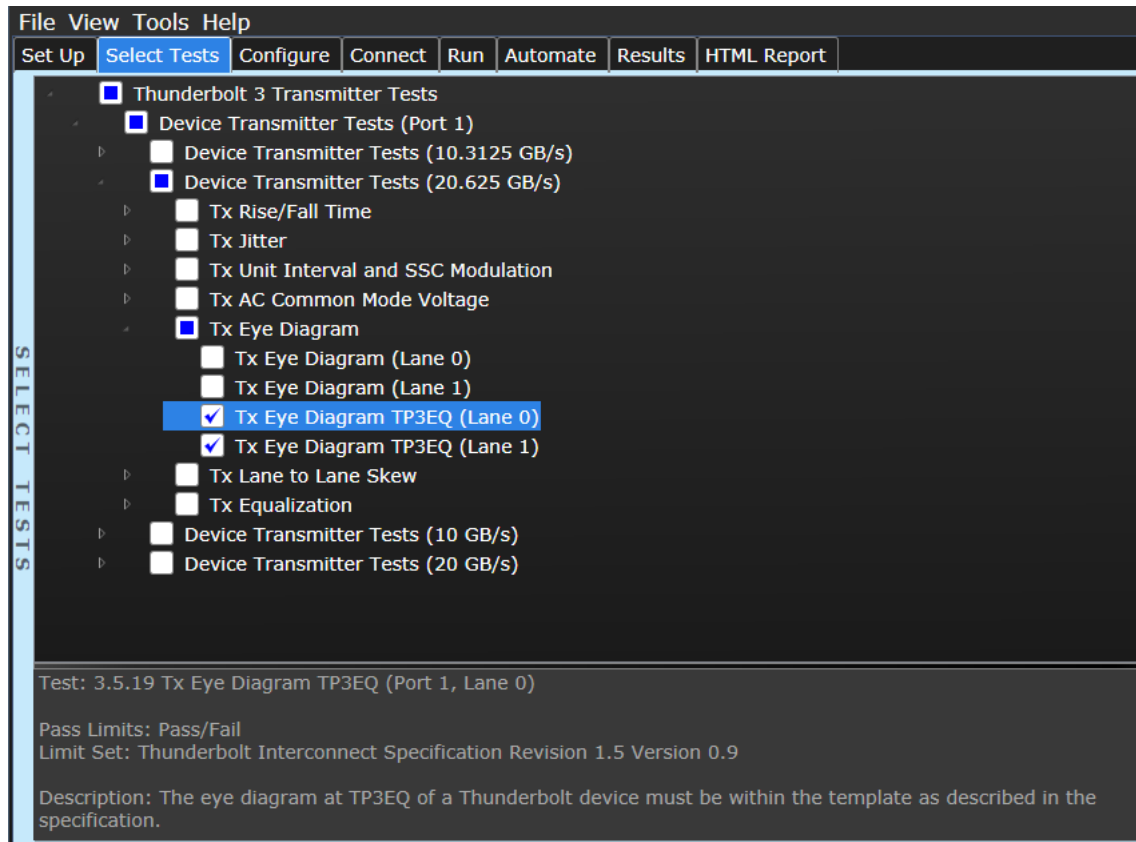 File View Tools Help
Set Up Select Tests Configure Connect Run Automate Results HTML Report
Thunderbolt 3 Transmitter Tests
Device Transmitter Tests (Port 1)
Device Transmitter Tests (10.3125 GB/s)
Device Transmitter Tests (20.625 GB/s)
Tx Rise/Fall Time
Tx Jitter
Tx Unit Interval and SSC Modulation
Tx AC Common Mode Voltage
Tx Eye Diagram
Tx Eye Diagram (Lane 0)
Tx Eye Diagram (Lane 1)
Tx Eye Diagram TP3EQ (Lane 0)
Tx Eye Diagram TP3EQ (Lane 1)
Tx Lane to Lane Skew
Tx Equalization
Device Transmitter Tests (10 GB/s)
Device Transmitter Tests (20 GB/s)
SELECT TESTS
Test: 3.5.19 Tx Eye Diagram TP3EQ (Port 1, Lane 0)
Pass Limits: Pass/Fail
Limit Set: Thunderbolt Interconnect Specification Revision 1.5 Version 0.9
Description: The eye diagram at TP3EQ of a Thunderbolt device must be within the template as described in the
specification.